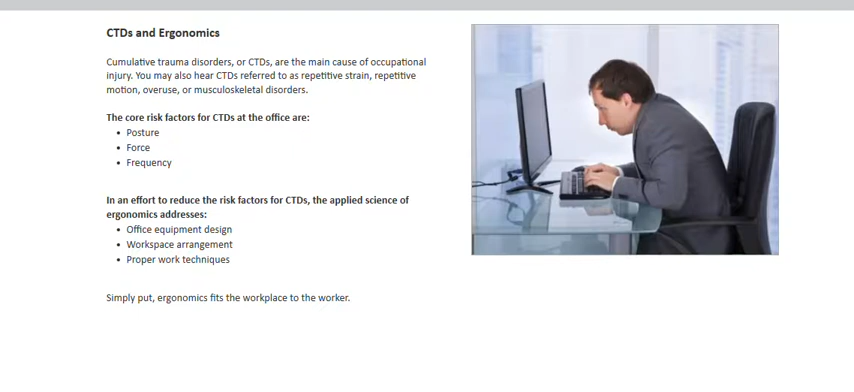 CTDs and Ergonomics
Cumulative trauma disorders, or CTDs, are the main cause of occupational
injury. You may also hear CTDs referred to as repetitive strain, repetitive
motion, overuse, or musculoskeletal disorders.
The core risk factors for CTDs at the office are:
• Posture
• Force
• Frequency
In an effort to reduce the risk factors for CTDs, the applied science of
ergonomics addresses:
• Office equipment design
• Workspace arrangement
• Proper work techniques
Simply put, ergonomics fits the workplace to the worker.